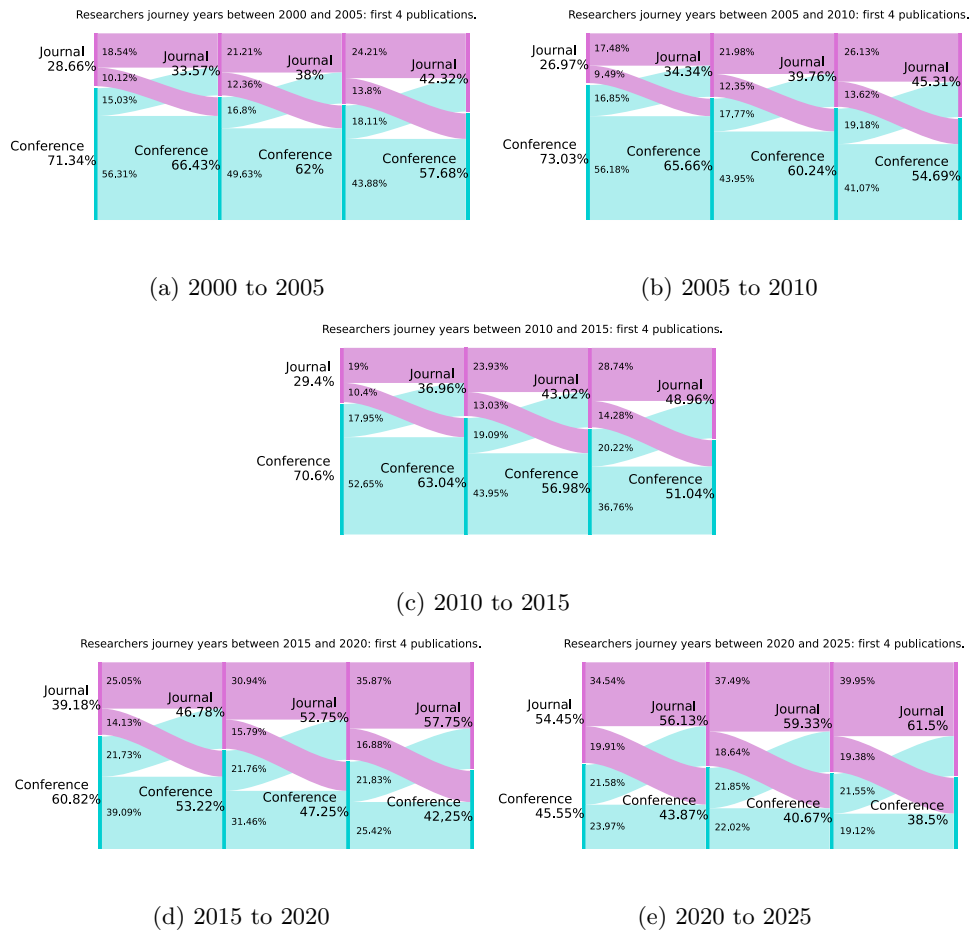 Researchers journey years between 2000 and 2005: first 4 publications.
Journal
28.66%
18.54%
10.12%
15,03%
Conference
71.34%
56,31%
Journal
33.57%
21,21%
12.36%
16.8%
Conference
66.43%
49,63%
Journal
38%
24.21%
13.8%
18.11%
Conference
62%
43.88%
Journal
42.32%
Conference
57.68%
(a) 2000 to 2005
Researchers journey years between 2005 and 2010: first 4 publications.
Journal
26.97%
17.48%
9.49%
16.85%
Conference
73.03%
56.18%
Journal
34.34%
21.98%
12.35%
17,77%
Conference
65.66%
43.95%
Journal
39.76%
26.13%
13.62%
19,18%
Conference
60.24%
41,07%
Journal
45.31%
Conference
54.69%
(b) 2005 to 2010
Researchers journey years between 2010 and 2015: first 4 publications.
Journal
29.4%
19%
10.4%
17.95%
Conference
70.6%
52,65%
Journal
36.96%
23.93%
13.03%
19.09%
Conference
63.04%
43,95%
Journal
43.02%
28.74%
14.28%
20.22%
Conference
56.98%
36.76%
Journal
48.96%
Conference
51.04%
(c) 2010 to 2015
Researchers journey years between 2015 and 2020: first 4 publications.
Journal
39.18%
25.05%
14.13%
21,73%
Conference
60.82%
39.09%
Journal
46.78%
30.94%
15.79%
21.76%
Conference
53.22%
31.46%
Journal
52.75%
35.87%
16.88%
21,83%
Conference
47.25%
25.42%
Journal
57.75%
Conference
42,25%
(d) 2015 to 2020
Researchers journey years between 2020 and 2025: first 4 publications.
Journal
54.45%
34.54%
19.91%
21.58%
Conference
45.55%
23.97%
Journal
56.13%
37.49%
18.64%
21.85%
Conference
43.87%
22.02%
Journal
59.33%
39.95%
19.38%
21.55%
Conference
40.67%
19.12%
Journal
61.5%
Conference
38.5%
(e) 2020 to 2025